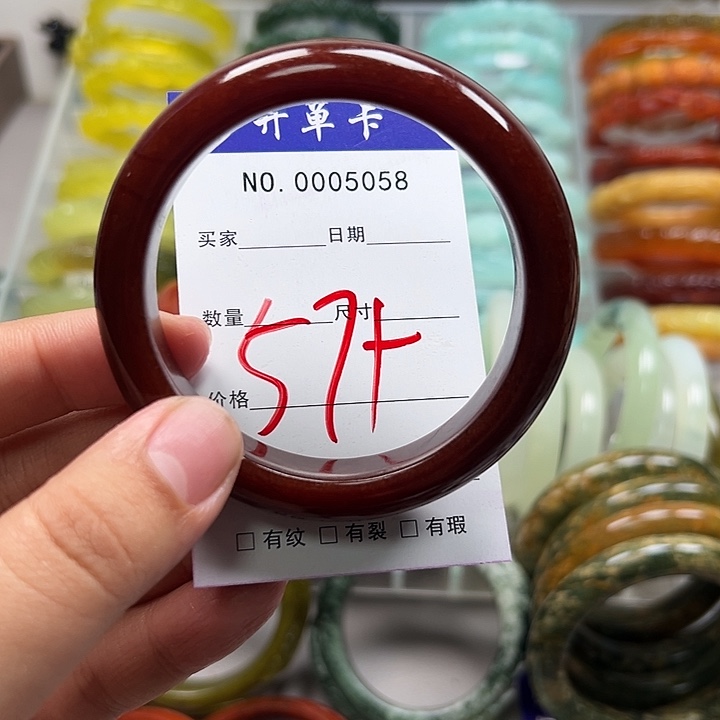 开单卡
NO. 0005058
买家 日期
数量 尺寸
57+
价格
□ 有纹 □ 有裂 □ 有瑕